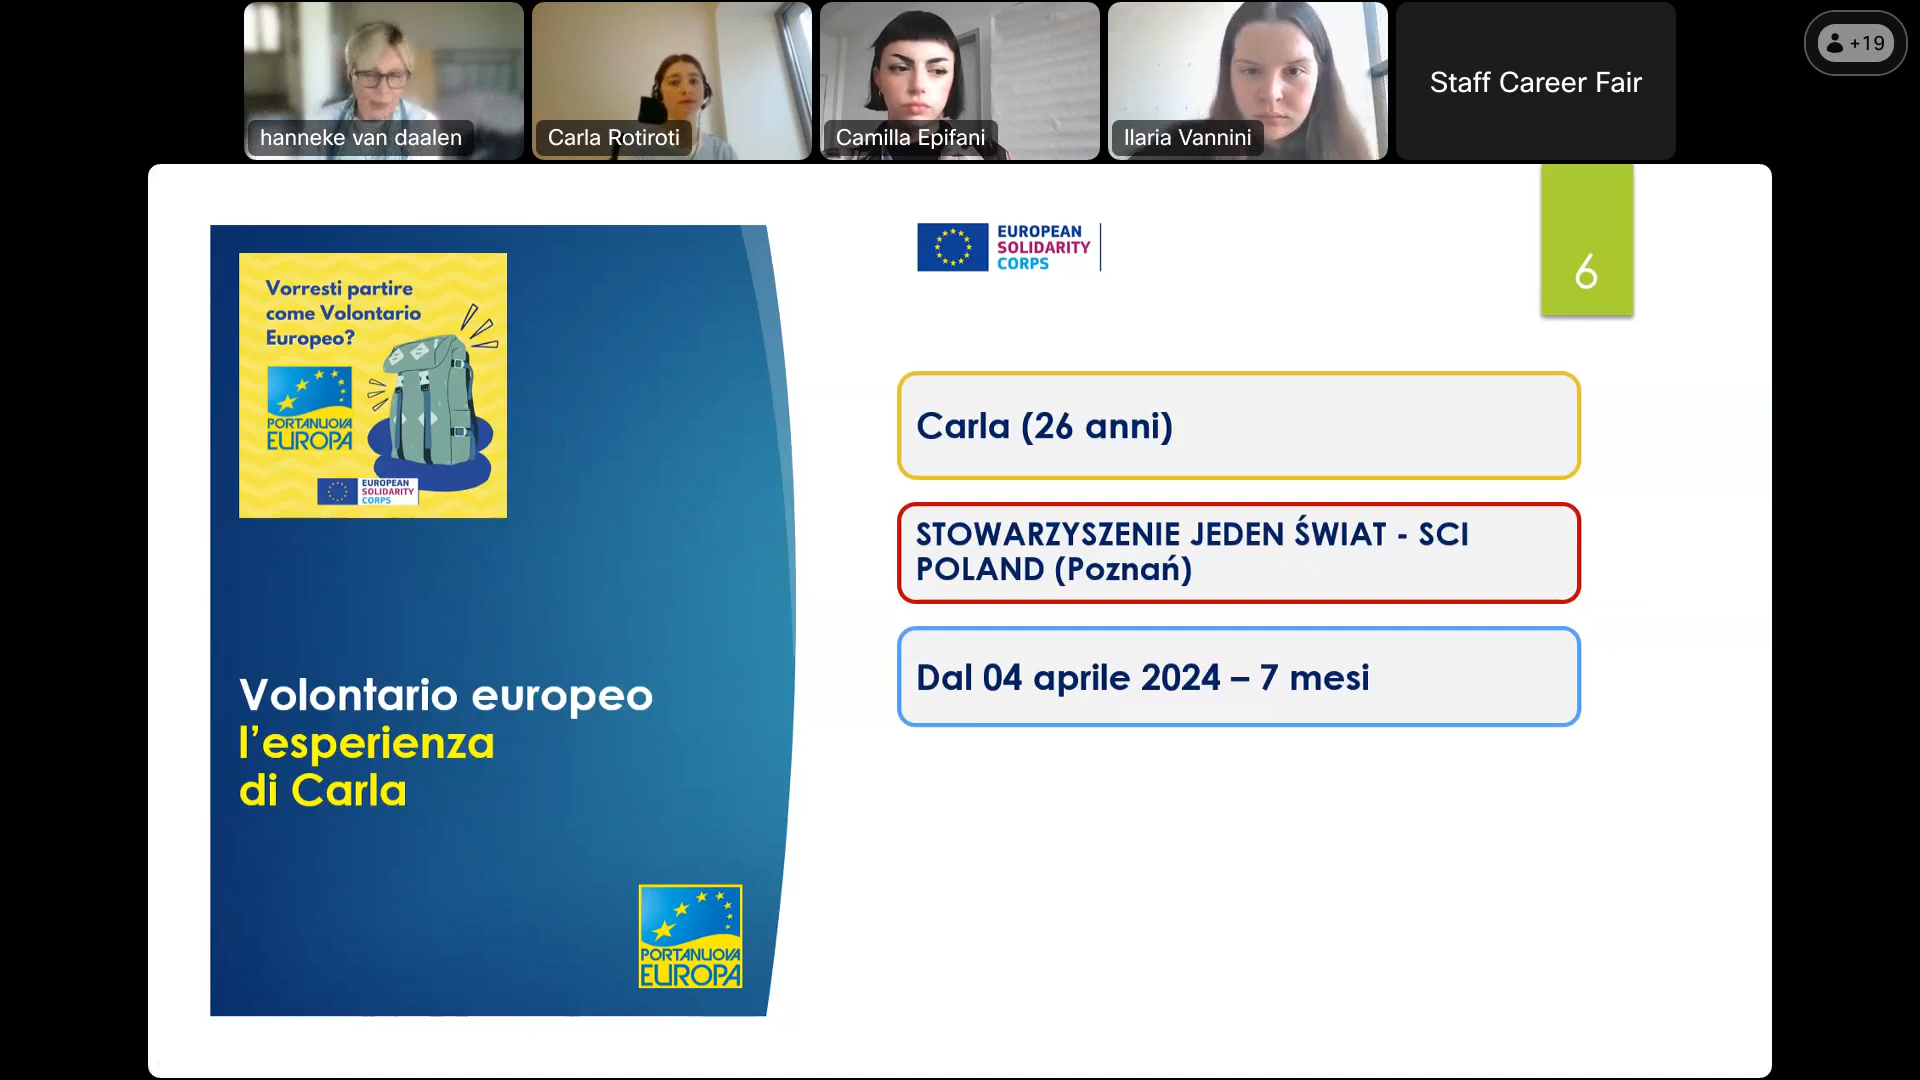 hanneke van daalen
Carla Rotiroti
Camilla Epifani
Ilaria Vannini
Staff Career Fair
+19
Vorresti partire
come Volontario
Europeo?
PORTANUOVA
EUROPA
EUROPEAN
SOLIDARITY
CORPS
Volontario europeo
l’esperienza
di Carla
PORTANUOVA
EUROPA
EUROPEAN
SOLIDARITY
CORPS
6
Carla (26 anni)
STOWARZYSZENIE JEDEN ŚWIAT - SCI
POLAND (Poznań)
Dal 04 aprile 2024 – 7 mesi